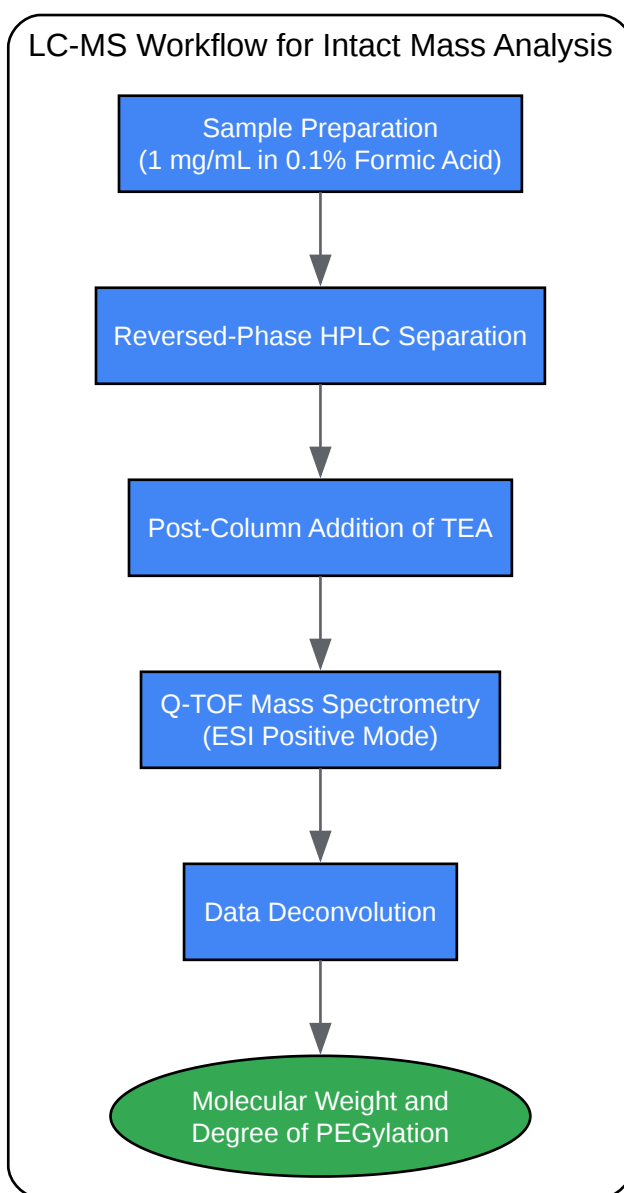 LC-MS Workflow for Intact Mass Analysis
Sample Preparation
(1 mg/mL in 0.1% Formic Acid)
Reversed-Phase HPLC Separation
Post-Column Addition of TEA
Q-TOF Mass Spectrometry
(ESI Positive Mode)
Data Deconvolution
Molecular Weight and
Degree of PEGylation